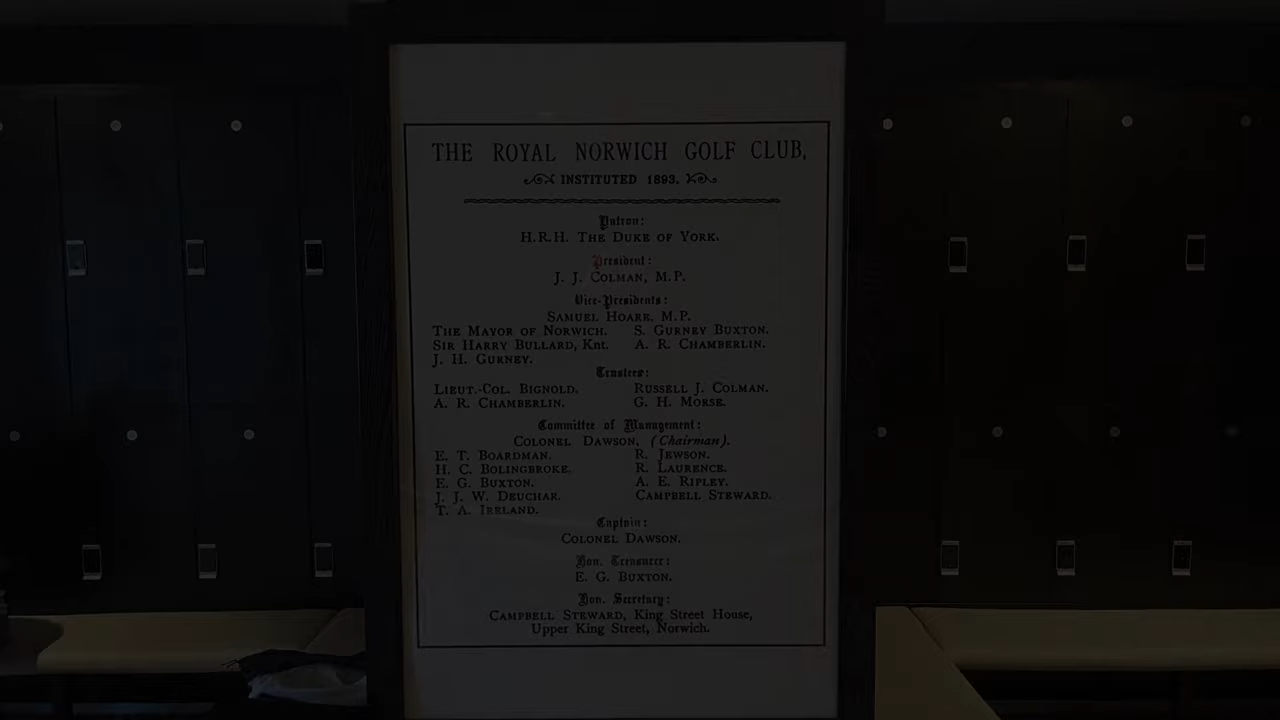 THE ROYAL NORWICH GOLF CLUB,
INSTITUTED 1893.
Patron:
H.R.H. THE DUKE OF YORK.
President:
J. J. COLMAN, M.P.
Vice-Presidents:
SAMUEL HOARE, M.P.
THE MAYOR OF NORWICH. S. GURNEY BUXTON.
SIR HARRY BULLARD, Knt. A. R. CHAMBERLIN.
J. H. GURNEY.
Trustees:
LIEUT.-COL. BIGNOLD. RUSSELL J. COLMAN.
A. R. CHAMBERLIN. G. H. MORSE.
Committee of Management:
COLONEL DAWSON, (Chairman).
E. T. BOARDMAN. R. JEWSON.
H. C. BOLINGBROKE. R. LAURENCE.
E. G. BUXTON. A. E. RIPLEY.
J. J. W. DEUCHAR. CAMPBELL STEWARD.
T. A. IRELAND.
Captain:
COLONEL DAWSON.
Hon. Treasurer:
E. G. BUXTON.
Hon. Secretary:
CAMPBELL STEWARD, King Street House,
Upper King Street, Norwich.